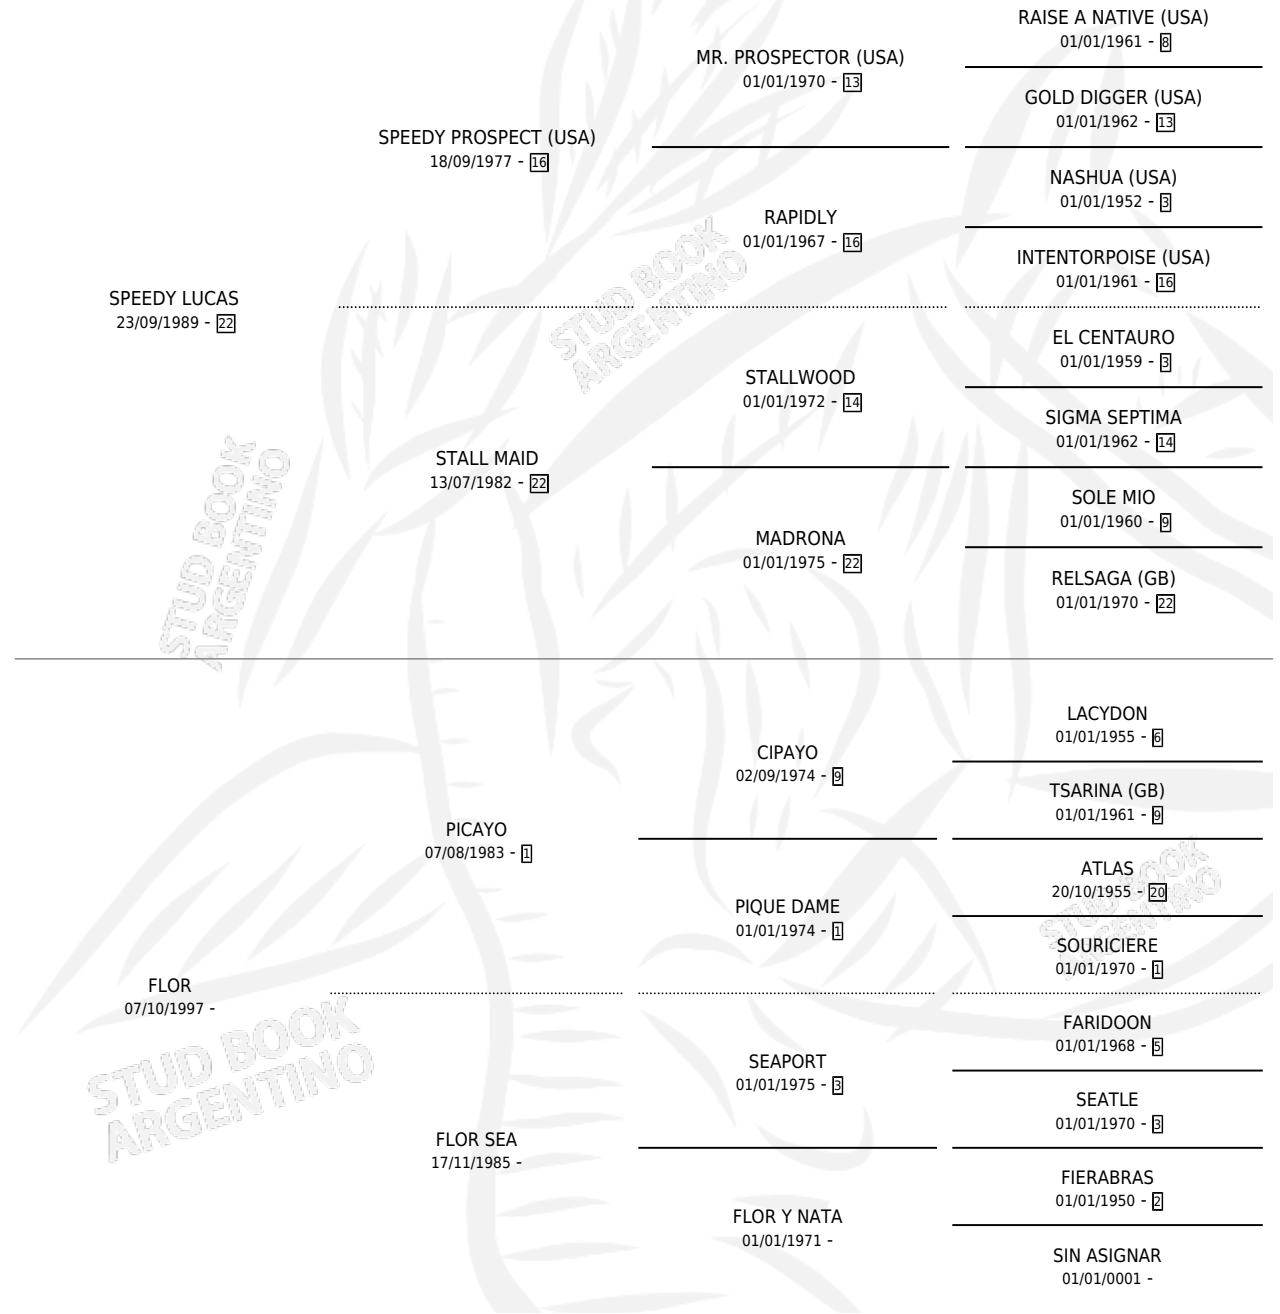 RAISE A NATIVE (USA)
01/01/1961 - 8
MR. PROSPECTOR (USA)
01/01/1970 - 13
GOLD DIGGER (USA)
01/01/1962 - 13
SPEEDY PROSPECT (USA)
18/09/1977 - 16
NASHUA (USA)
01/01/1952 - 3
RAPIDLY
01/01/1967 - 16
INTENTORPOISE (USA)
01/01/1961 - 16
SPEEDY LUCAS
23/09/1989 - 22
EL CENTAURO
01/01/1959 - 3
STALLWOOD
01/01/1972 - 14
SIGMA SEPTIMA
01/01/1962 - 14
STALL MAID
13/07/1982 - 22
SOLE MIO
01/01/1960 - 9
MADRONA
01/01/1975 - 22
RELSAGA (GB)
01/01/1970 - 22
LACYDON
01/01/1955 - 6
CIPAYO
02/09/1974 - 9
TSARINA (GB)
01/01/1961 - 9
PICAYO
07/08/1983 - 1
ATLAS
20/10/1955 - 20
PIQUE DAME
01/01/1974 - 1
SOURICIERE
01/01/1970 - 1
FLOR
07/10/1997 -
FARIDOON
01/01/1968 - 5
SEAPORT
01/01/1975 - 3
SEATLE
01/01/1970 - 3
FLOR SEA
17/11/1985 -
FIERABRAS
01/01/1950 - 2
FLOR Y NATA
01/01/1971 -
SIN ASIGNAR
01/01/0001 -
STUD BOOK
ARGENTINO
STUD BOOK
ARGENTINO
STUD BOOK
ARGENTINO
STUD BOOK
ARGENTINO